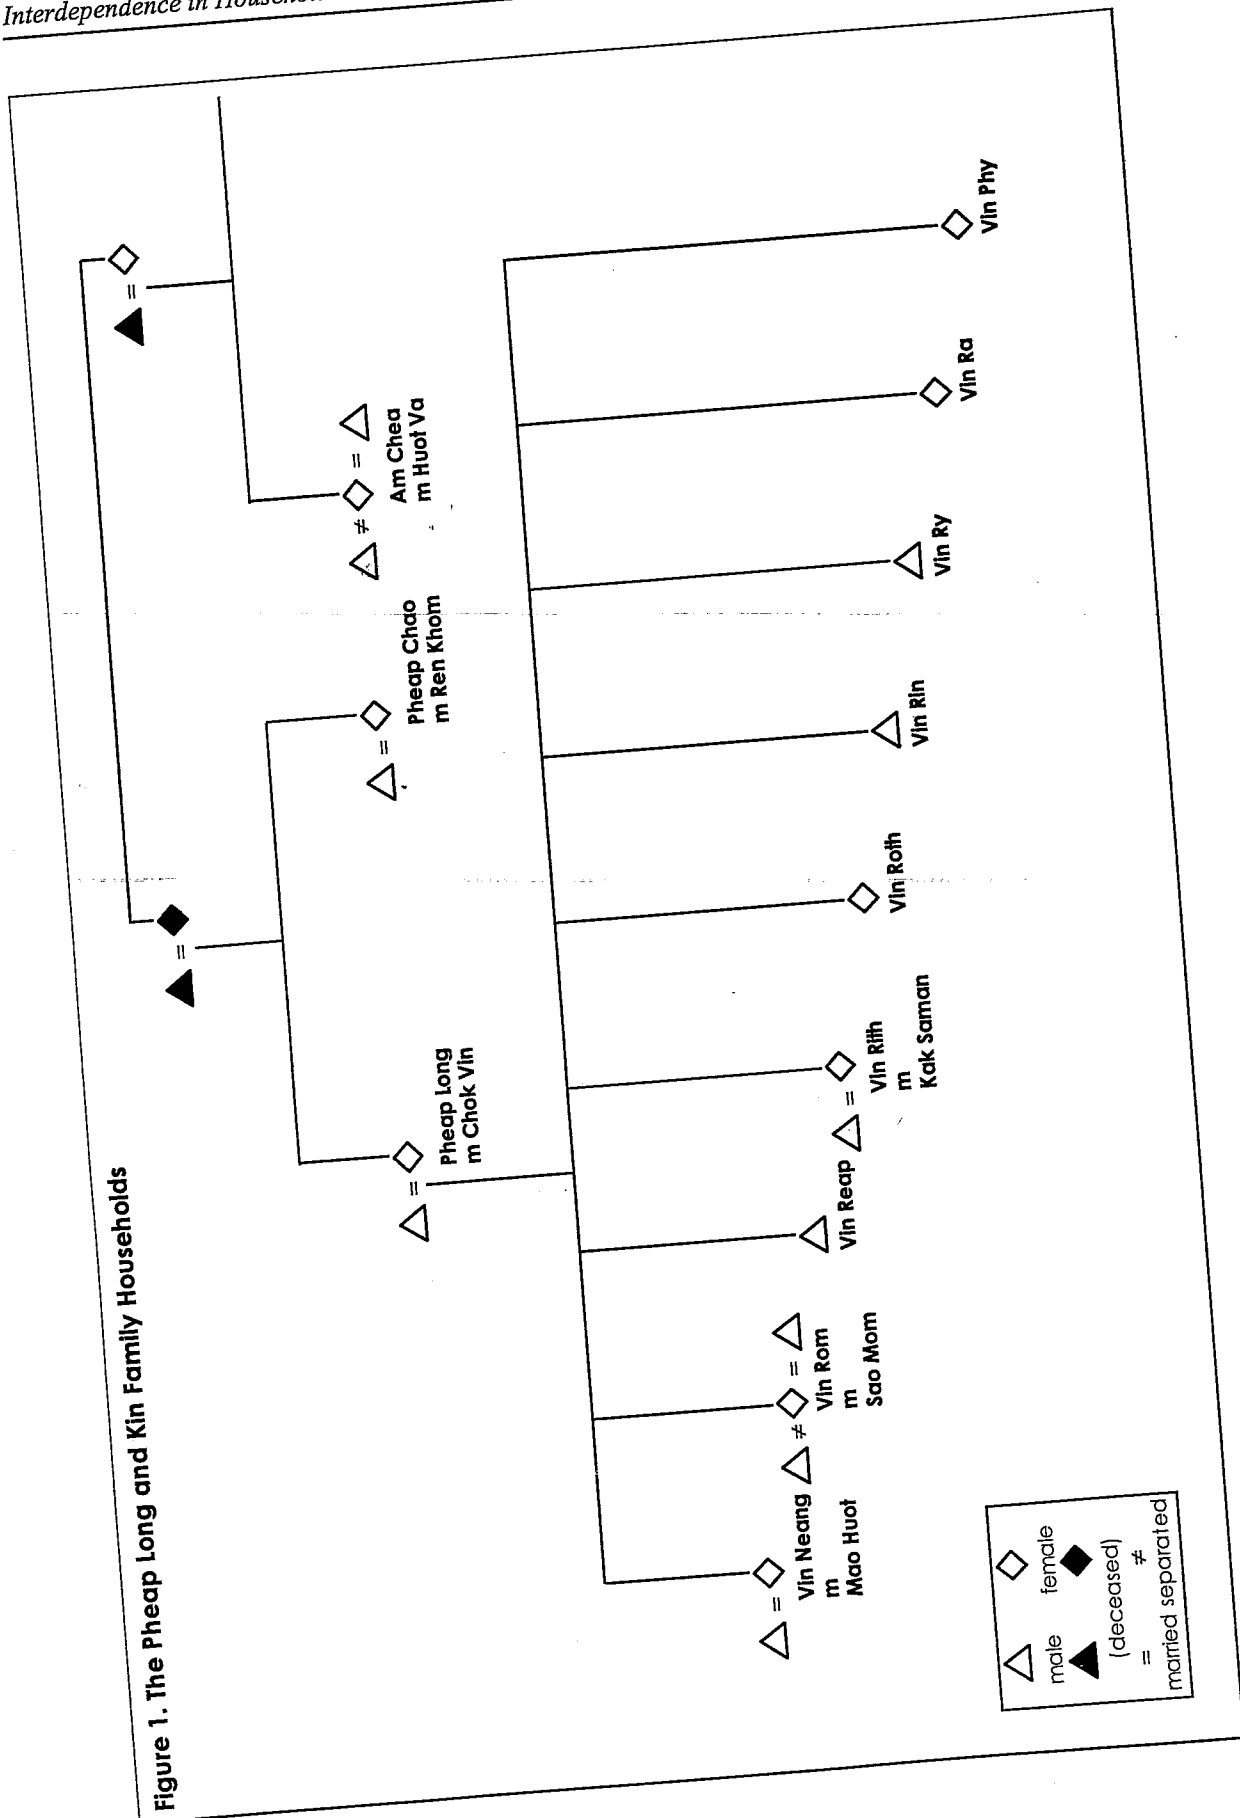 Interdependence in
Figure 1. The Pheap Long and Kin Family Households
=
=
=
Pheap Long
m Chok Vin
=
Pheap Chao
m Ren Khom
≠ =
Am Chea
m Huot Va
=
Vin Neang
m
Mao Huot
≠ =
Vin Rom
m
Sao Mom
Vin Reap
=
Vin Rith
m
Kak Saman
Vin Roth
Vin Rin
Vin Ry
Vin Ra
Vin Phy
male female
(deceased)
= ≠
married separated